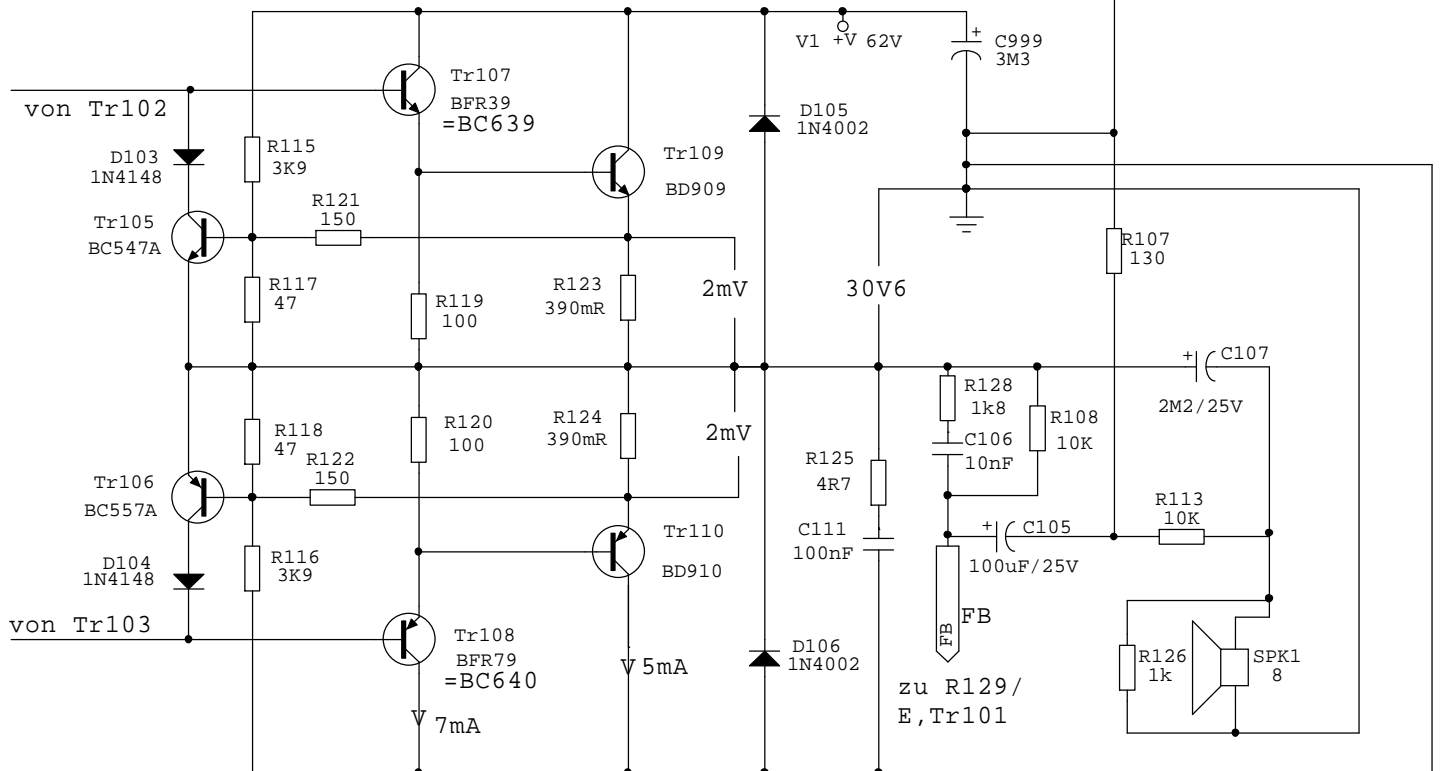 V1 +V 62V
C999
3M3
Tr107
BFR39
=BC639
von Tr102
D103
1N4148
R115
3K9
D105
1N4002
Tr109
BD909
Tr105
BC547A
R121
150
R107
130
R117
47
R119
100
R123
390mR
2mV
30V6
C107
2M2/25V
R128
1k8
R108
10K
C106
10nF
R118
47
R120
100
R124
390mR
2mV
R122
150
R125
4R7
Tr106
BC557A
R113
10K
C111
100nF
C105
100uF/25V
Tr110
BD910
D104
1N4148
R116
3K9
FB
FB
von Tr103
Tr108
BFR79
=BC640
V 5mA
D106
1N4002
R126
1k
SPK1
8
zu R129/
E,Tr101
V 7mA